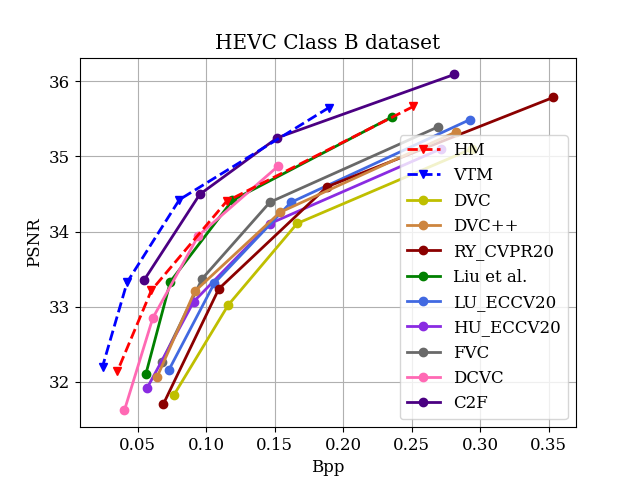 HEVC Class B dataset
PSNR
36
35
34
33
32
0.05 0.10 0.15 0.20 0.25 0.30 0.35
Bpp
HM
VTM
DVC
DVC++
RY_CVPR20
Liu et al.
LU_ECCV20
HU_ECCV20
FVC
DCVC
C2F